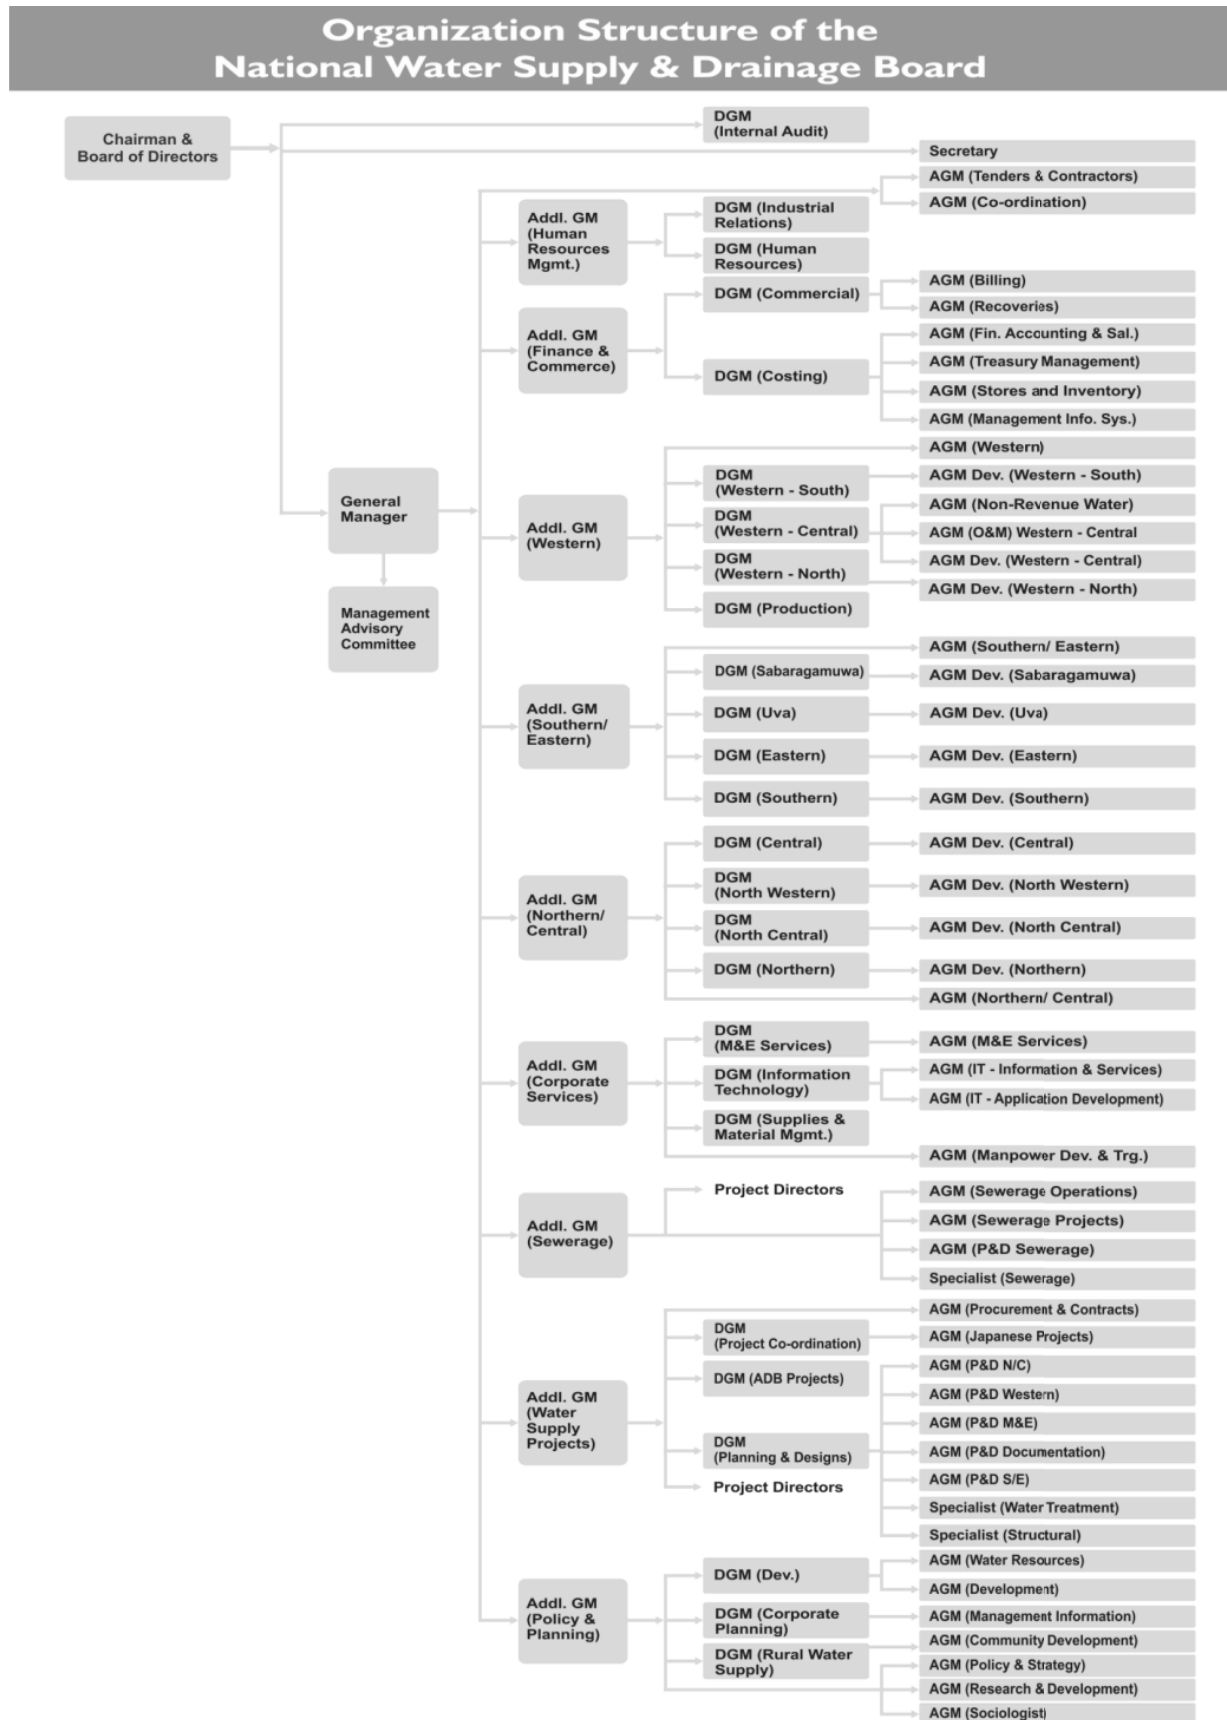 Organization Structure of the
National Water Supply & Drainage Board
Chairman &
Board of Directors
DGM
(Internal Audit)
Secretary
AGM (Tenders & Contractors)
AGM (Co-ordination)
General
Manager
Management
Advisory
Committee
Addl. GM
(Human
Resources
Mgmt.)
DGM (Industrial
Relations)
DGM (Human
Resources)
Addl. GM
(Finance &
Commerce)
DGM (Commercial)
AGM (Billing)
AGM (Recoveries)
DGM (Costing)
AGM (Fin. Accounting & Sal.)
AGM (Treasury Management)
AGM (Stores and Inventory)
AGM (Management Info. Sys.)
Addl. GM
(Western)
AGM (Western)
DGM
(Western - South)
AGM Dev. (Western - South)
DGM
(Western - Central)
AGM (Non-Revenue Water)
AGM (O&M) Western - Central
AGM Dev. (Western - Central)
DGM
(Western - North)
AGM Dev. (Western - North)
DGM (Production)
Addl. GM
(Southern/
Eastern)
AGM (Southern/ Eastern)
DGM (Sabaragamuwa)
AGM Dev. (Sabaragamuwa)
DGM (Uva)
AGM Dev. (Uva)
DGM (Eastern)
AGM Dev. (Eastern)
DGM (Southern)
AGM Dev. (Southern)
Addl. GM
(Northern/
Central)
DGM (Central)
AGM Dev. (Central)
DGM
(North Western)
AGM Dev. (North Western)
DGM
(North Central)
AGM Dev. (North Central)
DGM (Northern)
AGM Dev. (Northern)
AGM (Northern/ Central)
Addl. GM
(Corporate
Services)
DGM
(M&E Services)
AGM (M&E Services)
DGM (Information
Technology)
AGM (IT - Information & Services)
AGM (IT - Application Development)
DGM (Supplies &
Material Mgmt.)
AGM (Manpower Dev. & Trg.)
Addl. GM
(Sewerage)
Project Directors
AGM (Sewerage Operations)
AGM (Sewerage Projects)
AGM (P&D Sewerage)
Specialist (Sewerage)
Addl. GM
(Water
Supply
Projects)
AGM (Procurement & Contracts)
DGM
(Project Co-ordination)
AGM (Japanese Projects)
DGM (ADB Projects)
DGM
(Planning & Designs)
AGM (P&D N/C)
AGM (P&D Western)
AGM (P&D M&E)
AGM (P&D Documentation)
AGM (P&D S/E)
Specialist (Water Treatment)
Specialist (Structural)
Project Directors
Addl. GM
(Policy &
Planning)
DGM (Dev.)
AGM (Water Resources)
AGM (Development)
DGM (Corporate
Planning)
AGM (Management Information)
DGM (Rural Water
Supply)
AGM (Community Development)
AGM (Policy & Strategy)
AGM (Research & Development)
AGM (Sociologist)